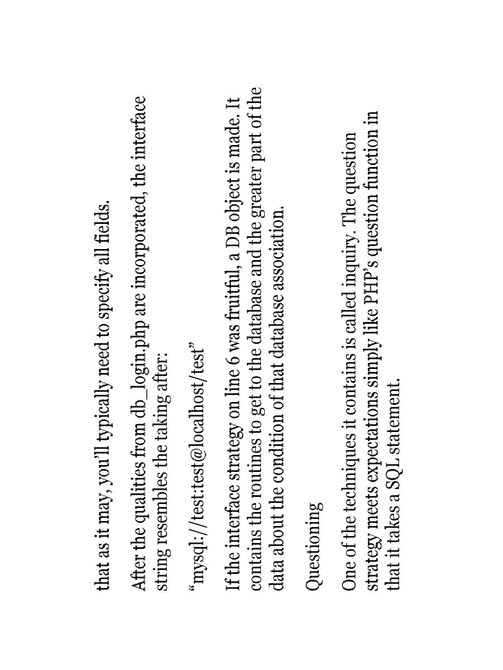 that as it may, you'll typically need to specify all fields.
After the qualities from db_login.php are incorporated, the interface
string resembles the taking after:
“mysql://test:test@localhost/test”
If the interface strategy on line 6 was fruitful, a DB object is made. It
contains the routines to get to the database and the greater part of the
data about the condition of that database association.
Questioning
One of the techniques it contains is called inquiry. The question
strategy meets expectations simply like PHP's question function in
that it takes a SQL statement.